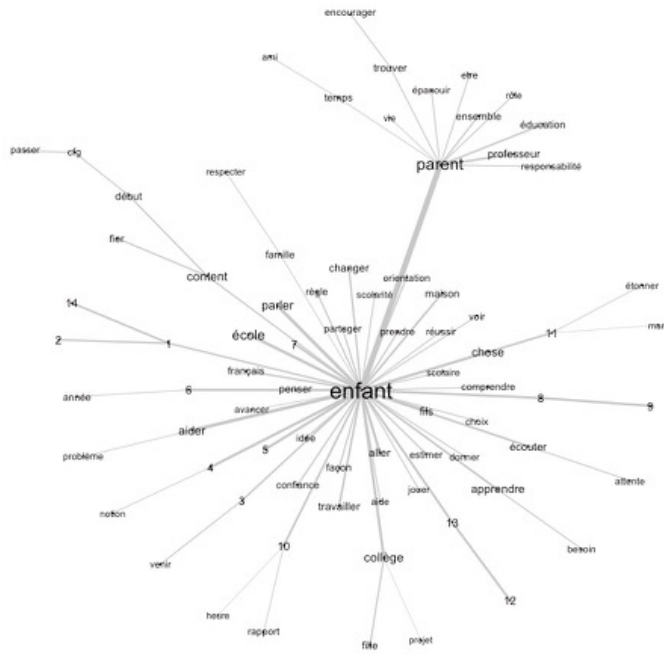 encourager
ami
trouver
etre
temps
épanouir
rôle
vie
ensemble
éducation
passer
cfg
professeur
parent
responsabilité
respecter
début
fier
famille
content
changer
orientation
étonner
règle
scolarité
maison
14
parler
voir
partager
prendre
réussir
11
2
1
école
7
chose
français
scolaire
enfant
comprendre
année
6
penser
8
9
avancer
fils
choix
aider
idée
problème
5
aller
estimer
donner
écouter
4
façon
attente
confiance
apprendre
notion
3
travailler
aide
jouer
13
venir
10
collège
besoin
12
heure
rapport
fille
projet